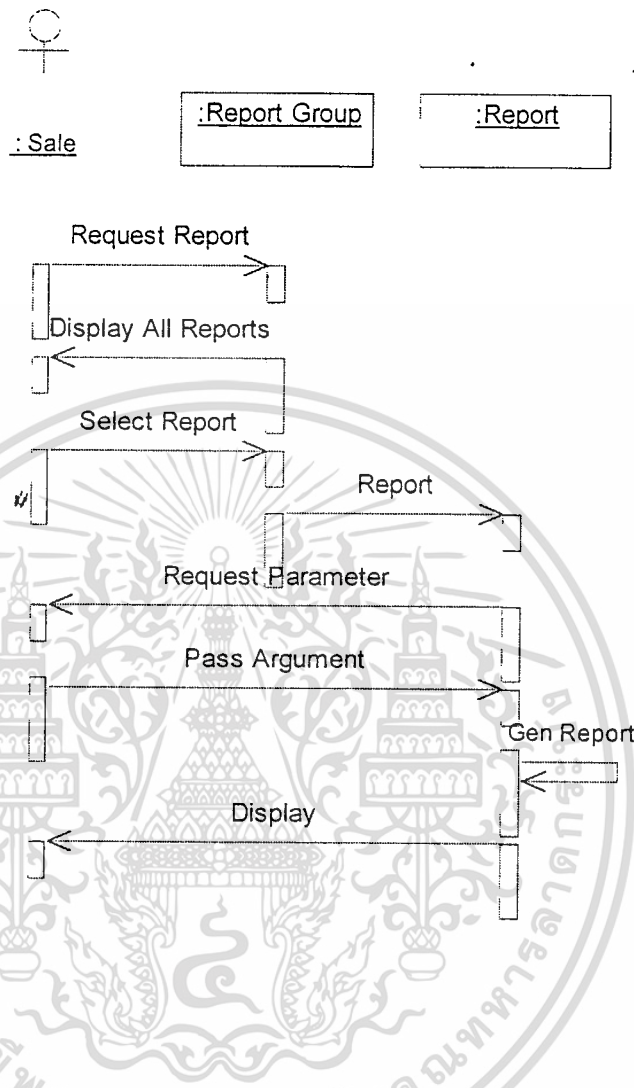 :Report Group
:Report
: Sale
Request Report
Display All Reports
Select Report
Report
Request Parameter
Pass Argument
Gen Report
Display